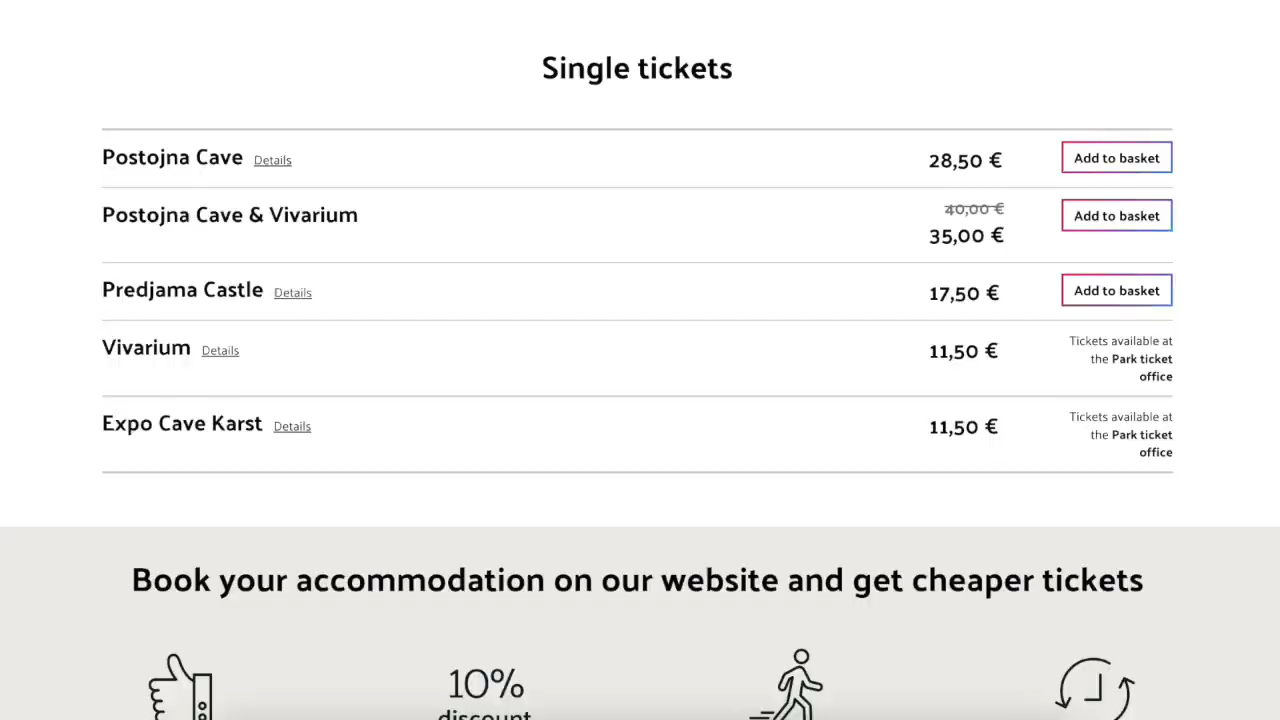 Single tickets
Postojna Cave Details 28,50 € Add to basket
Postojna Cave & Vivarium 40,00 € Add to basket
35,00 €
Predjama Castle Details 17,50 € Add to basket
Vivarium Details 11,50 € Tickets available at
the Park ticket
office
Expo Cave Karst Details 11,50 € Tickets available at
the Park ticket
office
Book your accommodation on our website and get cheaper tickets
10%
discount